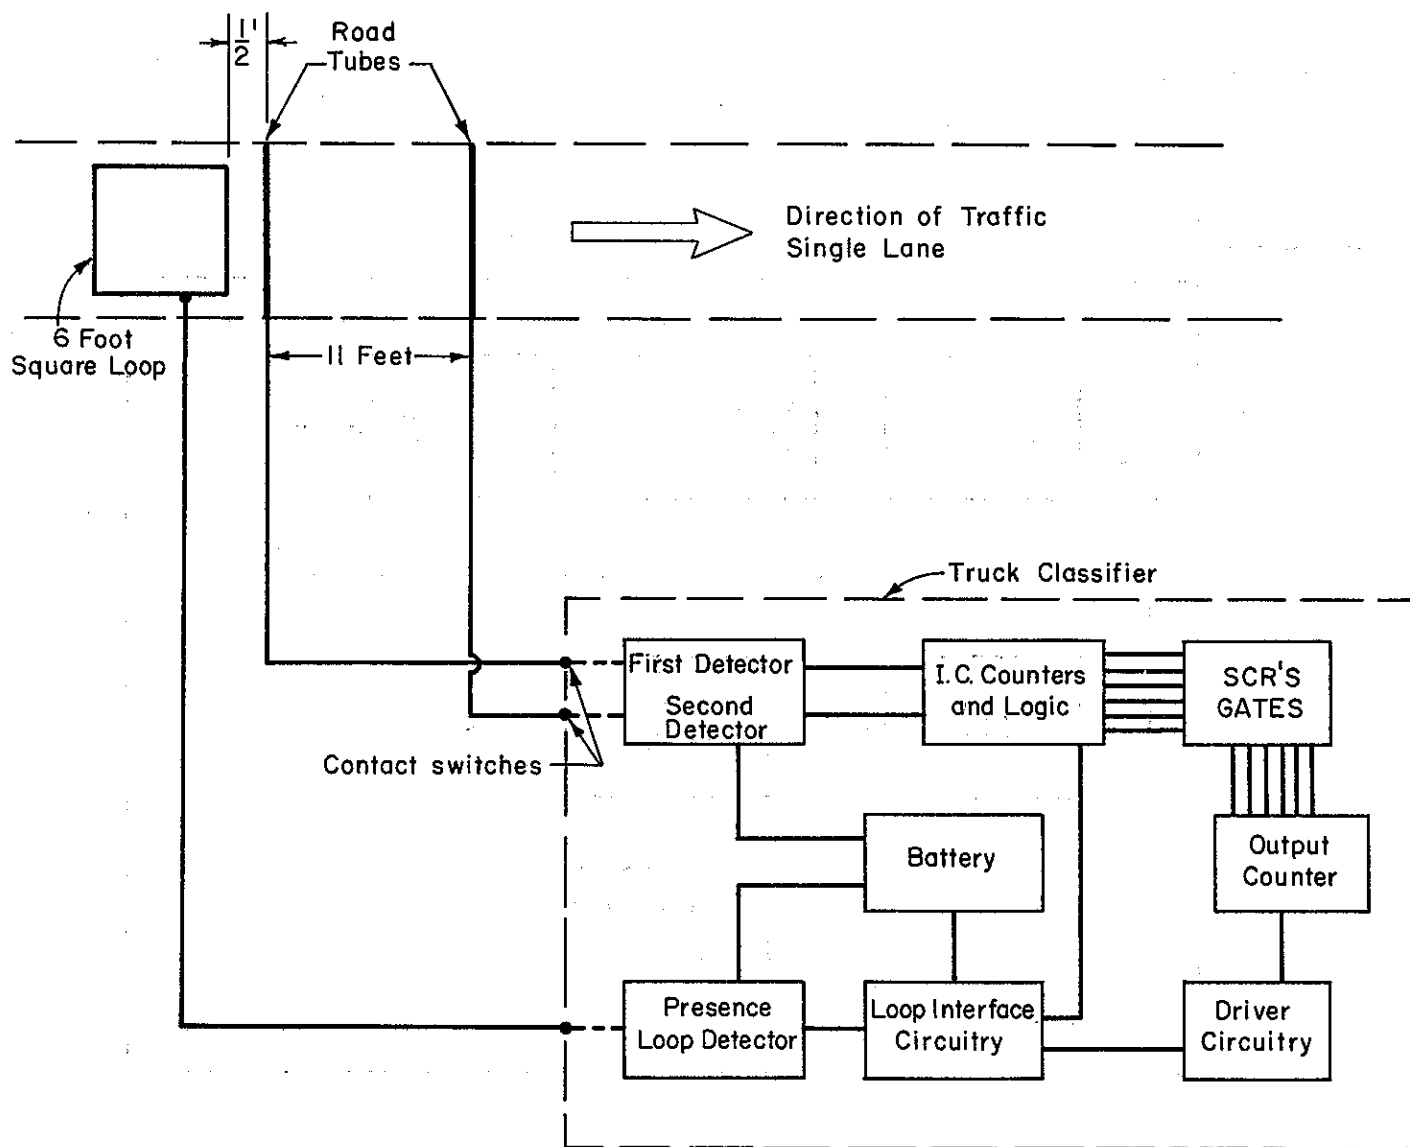 1'
2
Road
Tubes
Direction of Traffic
Single Lane
6 Foot
Square Loop
11 Feet
Truck Classifier
First Detector
Second
Detector
I.C. Counters
and Logic
SCR'S
GATES
Contact switches
Battery
Output
Counter
Presence
Loop Detector
Loop Interface
Circuitry
Driver
Circuitry